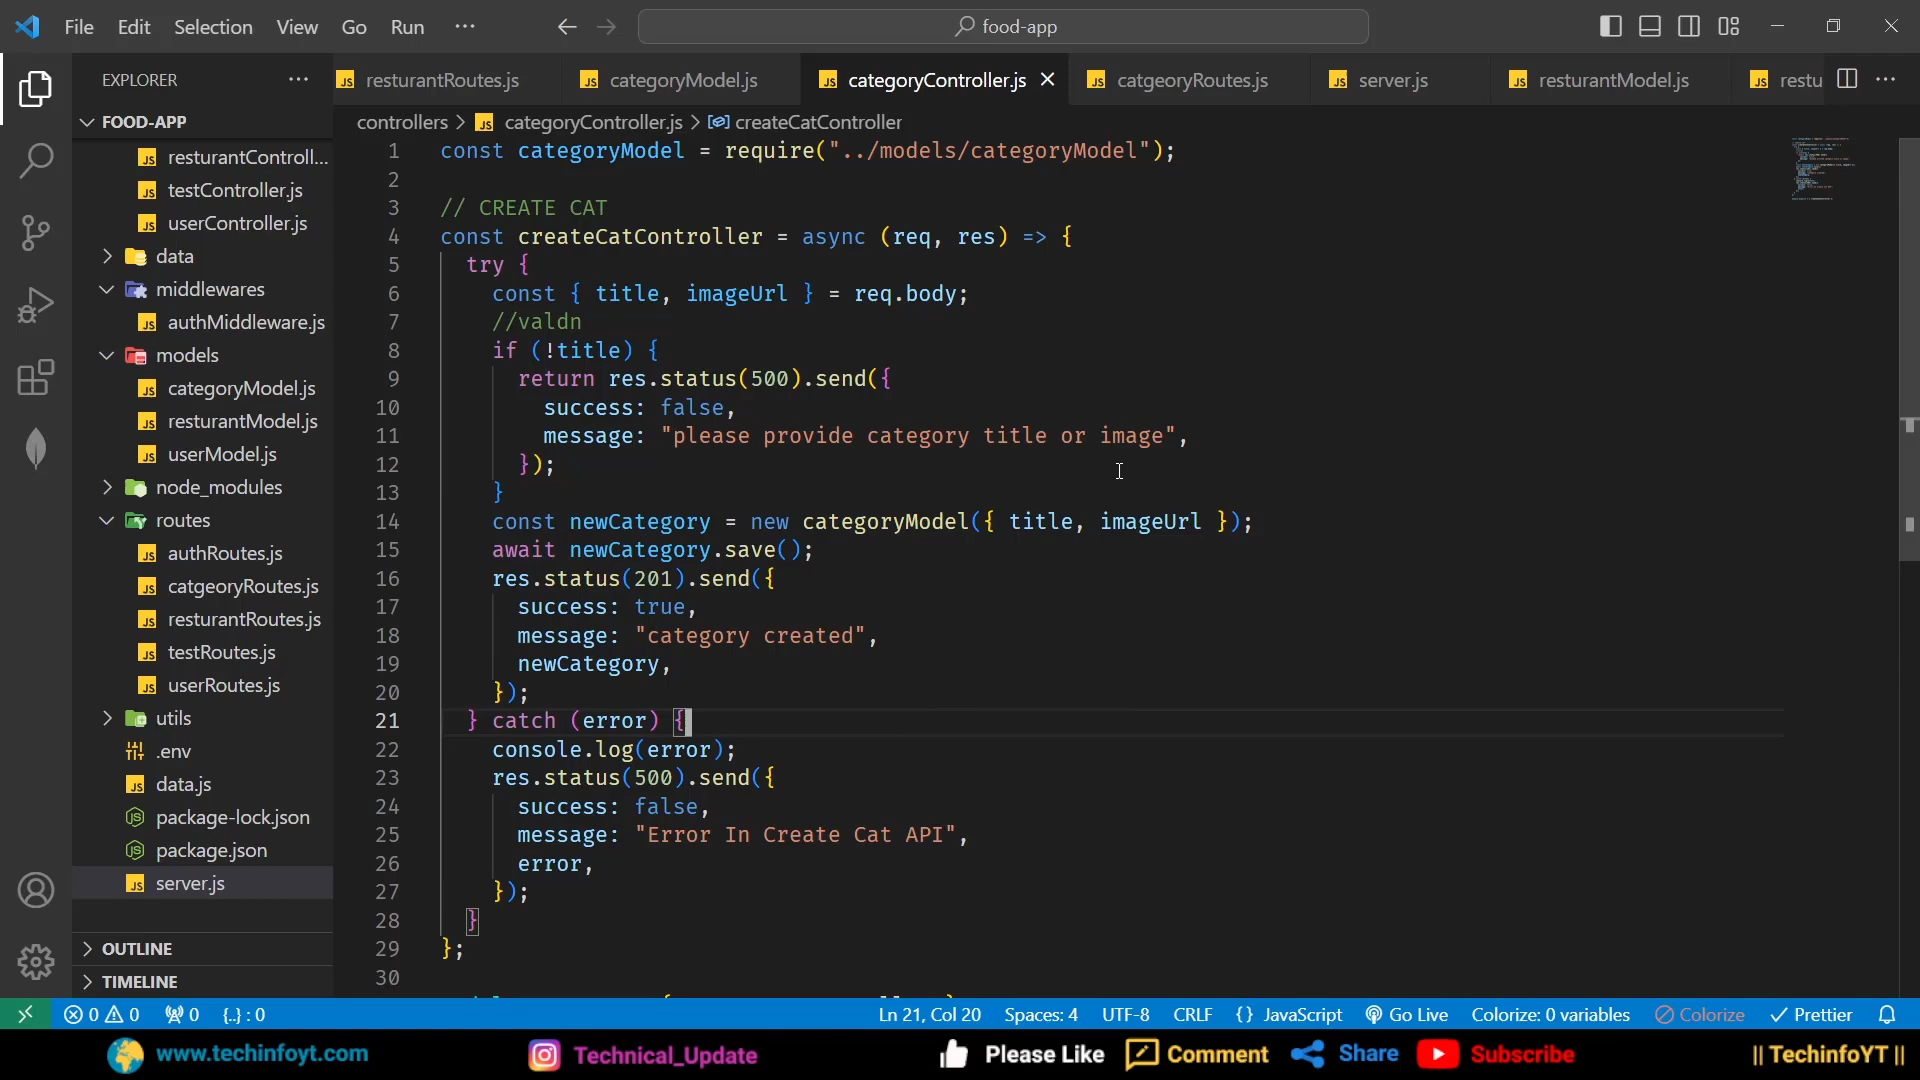 File Edit Selection View Go Run ··· food-app
EXPLORER ···
resturantRoutes.js categoryModel.js categoryController.js catgeoryRoutes.js server.js resturantModel.js restu ···
FOOD-APP
controllers > categoryController.js > createCatController
resturantControll...
testController.js
userController.js
data
middlewares
authMiddleware.js
models
categoryModel.js
resturantModel.js
userModel.js
node_modules
routes
authRoutes.js
catgeoryRoutes.js
resturantRoutes.js
testRoutes.js
userRoutes.js
utils
.env
data.js
package-lock.json
package.json
server.js
OUTLINE
TIMELINE
1 const categoryModel = require("../models/categoryModel");
2
3 // CREATE CAT
4 const createCatController = async (req, res) => {
5 try {
6 const { title, imageUrl } = req.body;
7 //valdn
8 if (!title) {
9 return res.status(500).send({
10 success: false,
11 message: "please provide category title or image",
12 });
13 }
14 const newCategory = new categoryModel({ title, imageUrl });
15 await newCategory.save();
16 res.status(201).send({
17 success: true,
18 message: "category created",
19 newCategory,
20 });
21 } catch (error) {
22 console.log(error);
23 res.status(500).send({
24 success: false,
25 message: "Error In Create Cat API",
26 error,
27 });
28 }
29 };
30
0 0 0 {..} : 0 Ln 21, Col 20 Spaces: 4 UTF-8 CRLF {} JavaScript Go Live Colorize: 0 variables Colorize Prettier
www.techinfoyt.com Technical_Update Please Like Comment Share Subscribe || TechinfoYT ||